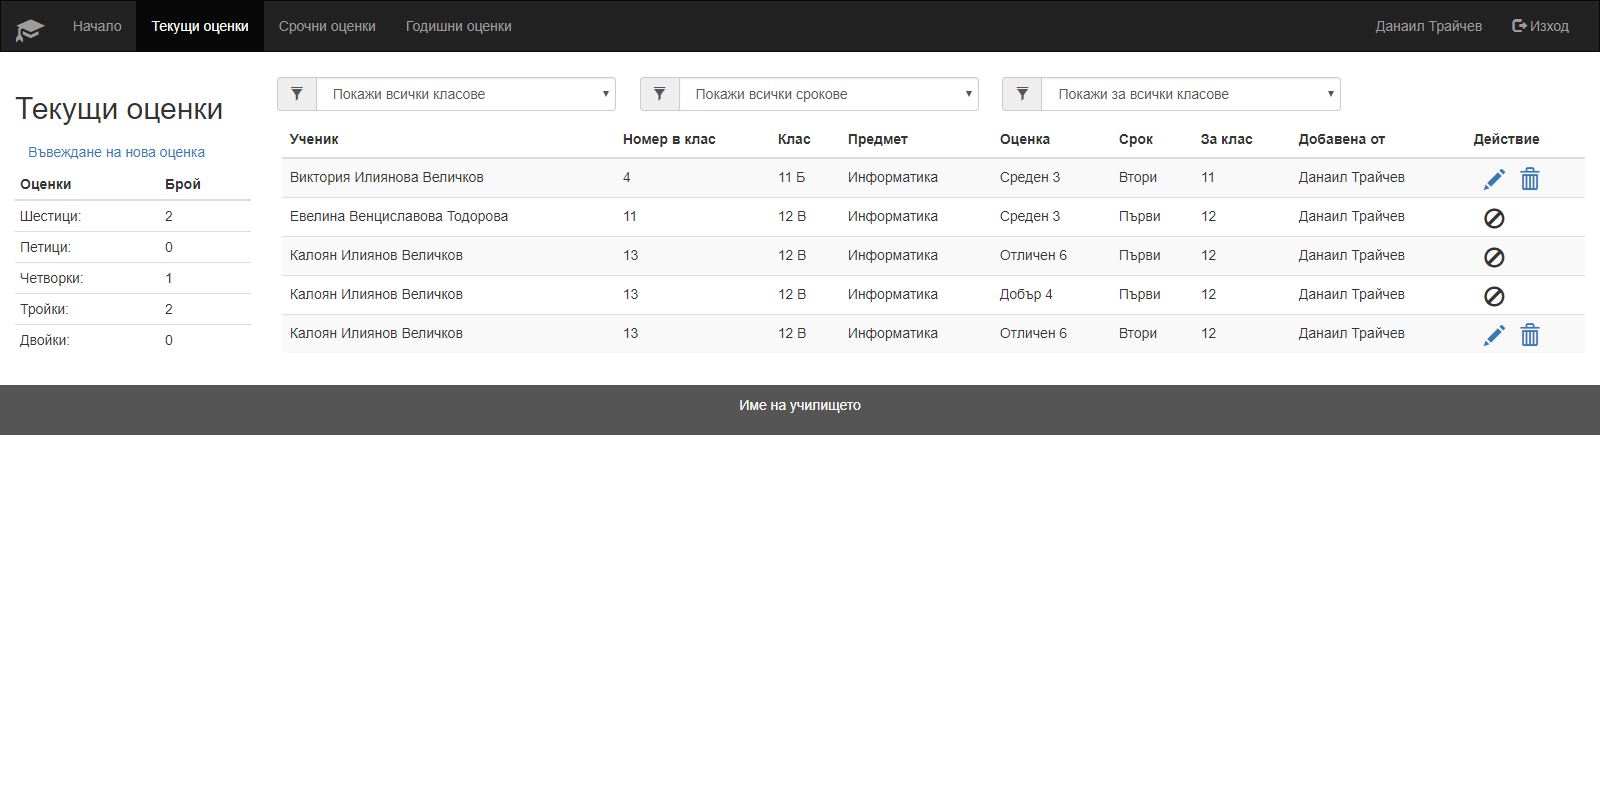 Начало Текущи оценки Срочни оценки Годишни оценки Данаил Трайчев Изход
Текущи оценки
Въвеждане на нова оценка
Оценки Брой
Шестици: 2
Петици: 0
Четворки: 1
Тройки: 2
Двойки: 0
Покажи всички класове Покажи всички срокове Покажи за всички класове
Ученик Номер в клас Клас Предмет Оценка Срок За клас Добавена от Действие
Виктория Илиянова Величков 4 11 Б Информатика Среден 3 Втори 11 Данаил Трайчев
Евелина Венциславова Тодорова 11 12 В Информатика Среден 3 Първи 12 Данаил Трайчев
Калоян Илиянов Величков 13 12 В Информатика Отличен 6 Първи 12 Данаил Трайчев
Калоян Илиянов Величков 13 12 В Информатика Добър 4 Първи 12 Данаил Трайчев
Калоян Илиянов Величков 13 12 В Информатика Отличен 6 Втори 12 Данаил Трайчев
Име на училището